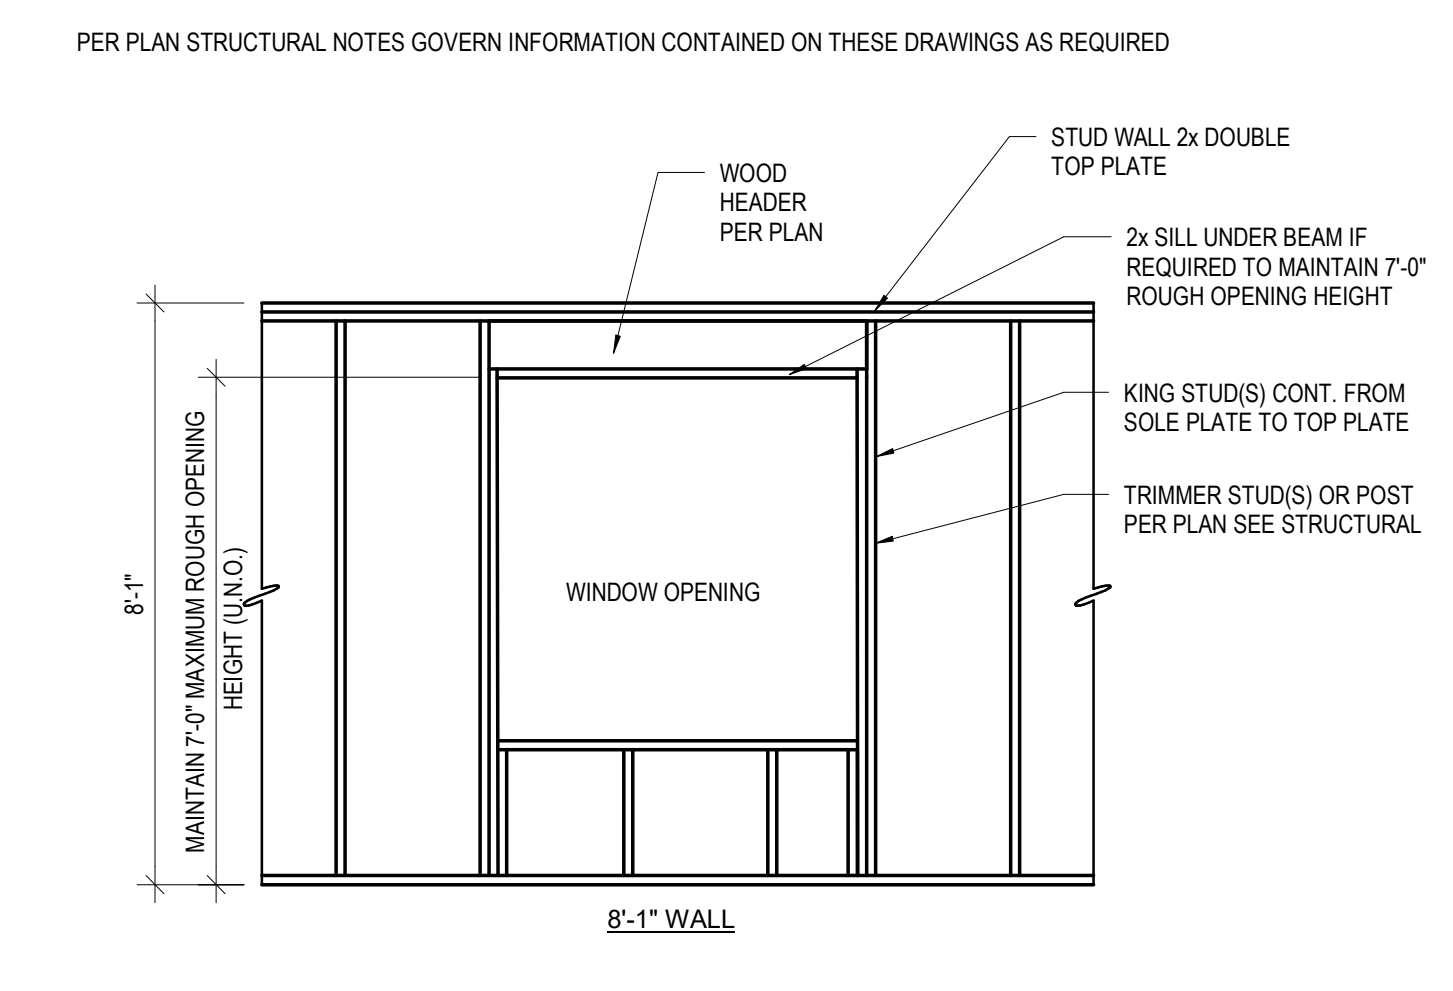 PER PLAN STRUCTURAL NOTES GOVERN INFORMATION CONTAINED ON THESE DRAWINGS AS REQUIRED
STUD WALL 2x DOUBLE
TOP PLATE
WOOD
HEADER
PER PLAN
2x SILL UNDER BEAM IF
REQUIRED TO MAINTAIN 7'-0"
ROUGH OPENING HEIGHT
KING STUD(S) CONT. FROM
SOLE PLATE TO TOP PLATE
TRIMMER STUD(S) OR POST
PER PLAN SEE STRUCTURAL
8'-1"
MAINTAIN 7'-0" MAXIMUM ROUGH OPENING
HEIGHT (U.N.O.)
WINDOW OPENING
8'-1" WALL